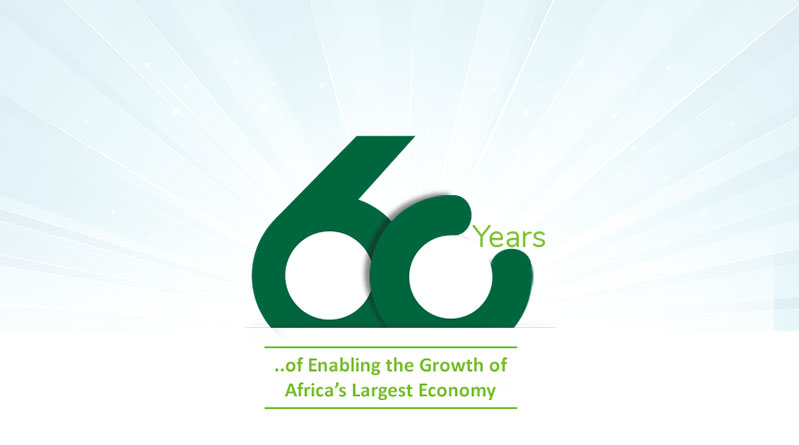 60
Years
..of Enabling the Growth of
Africa’s Largest Economy